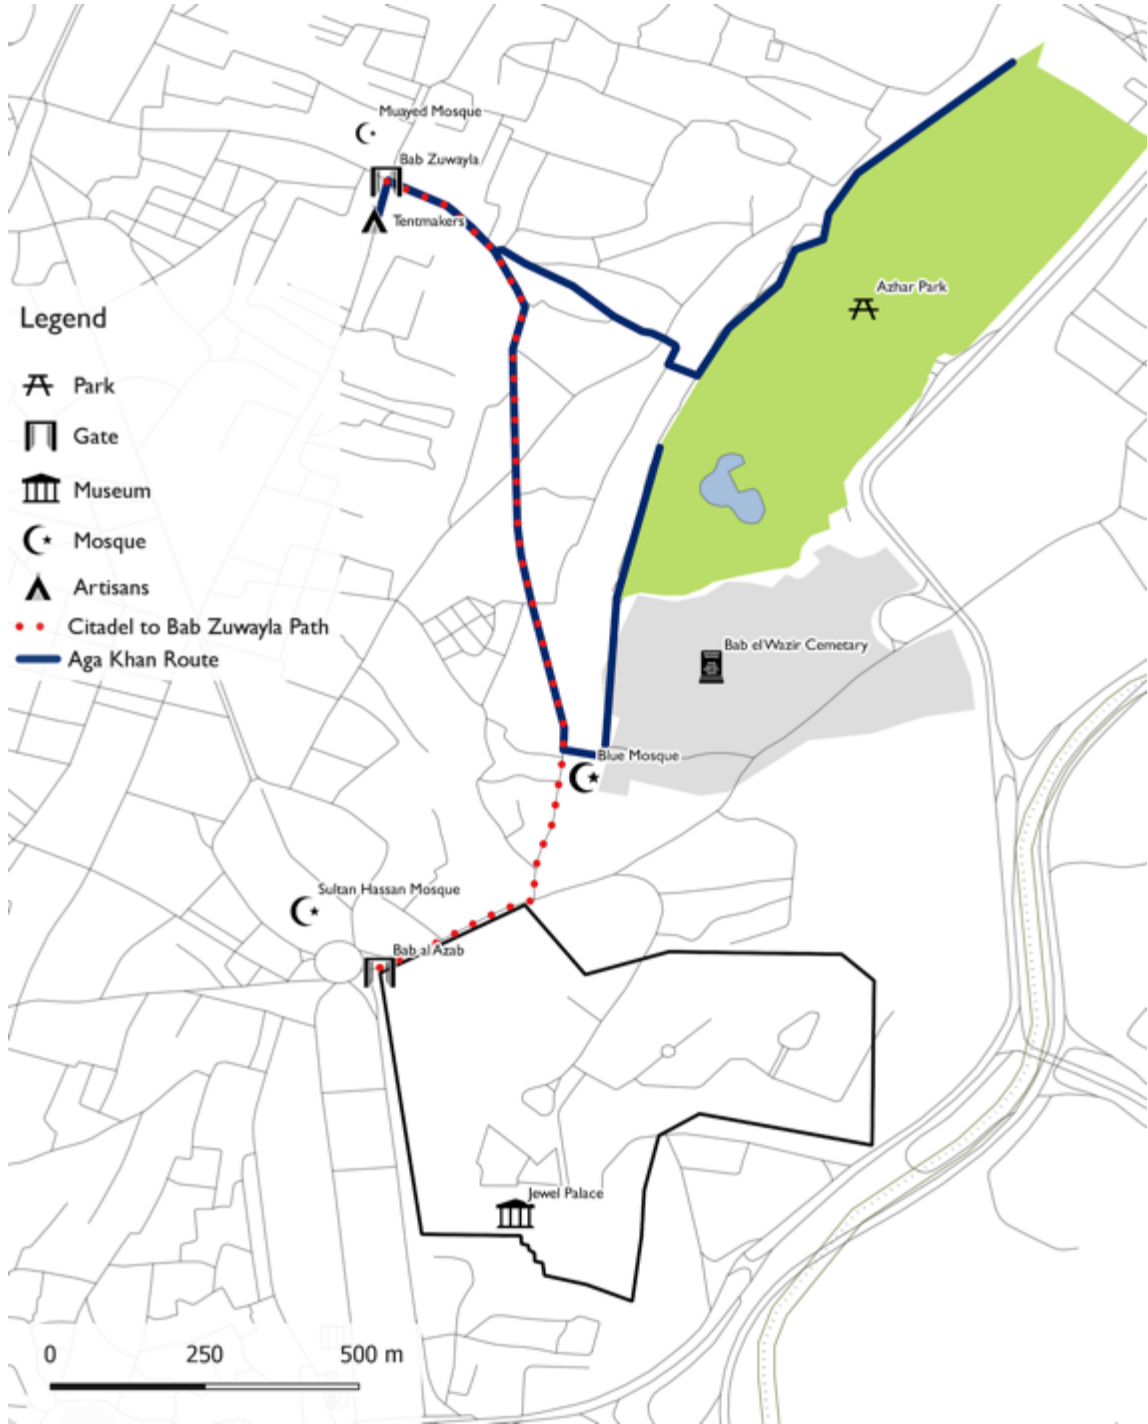 Muayed Mosque
Bab Zuwayla
Tentmakers
Azhar Park
Legend
Park
Gate
Museum
Mosque
Artisans
Citadel to Bab Zuwayla Path
Aga Khan Route
Bab el Wazir Cemetary
Blue Mosque
Sultan Hassan Mosque
Bab al Azab
Jewel Palace
0 250 500 m